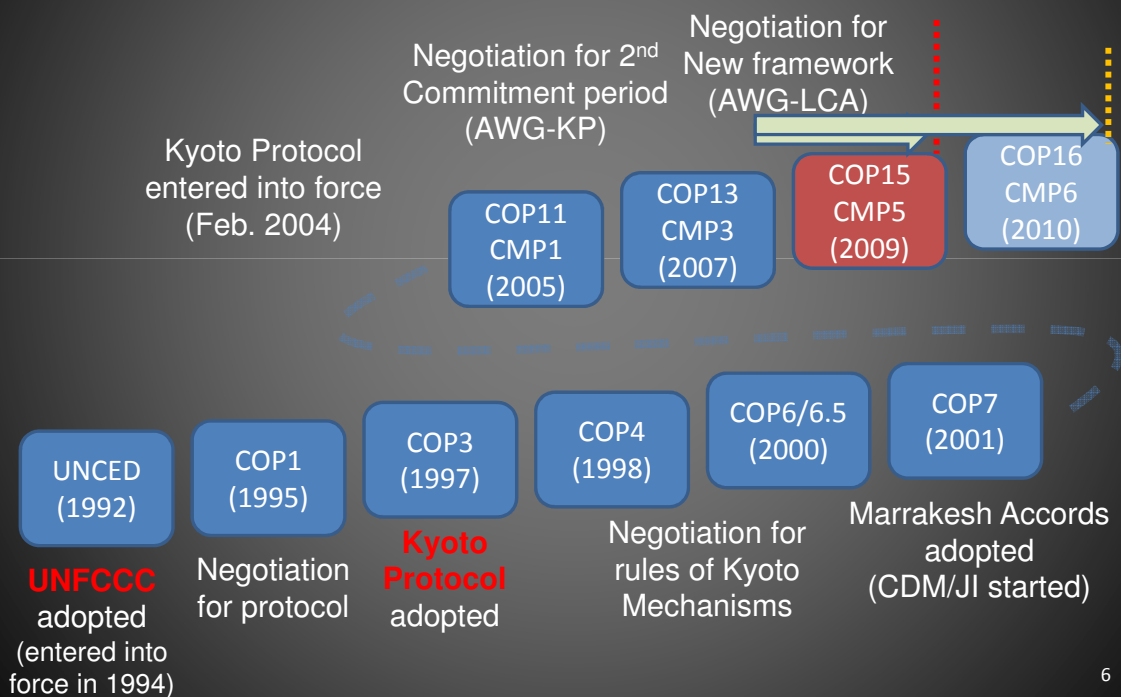 Negotiation for 2nd
Commitment period
(AWG-KP)
Negotiation for
New framework
(AWG-LCA)
Kyoto Protocol
entered into force
(Feb. 2004)
COP11
CMP1
(2005)
COP13
CMP3
(2007)
COP15
CMP5
(2009)
COP16
CMP6
(2010)
UNCED
(1992)
COP1
(1995)
COP3
(1997)
COP4
(1998)
COP6/6.5
(2000)
COP7
(2001)
UNFCCC
adopted
(entered into
force in 1994)
Negotiation
for protocol
Kyoto
Protocol
adopted
Negotiation for
rules of Kyoto
Mechanisms
Marrakesh Accords
adopted
(CDM/JI started)
6